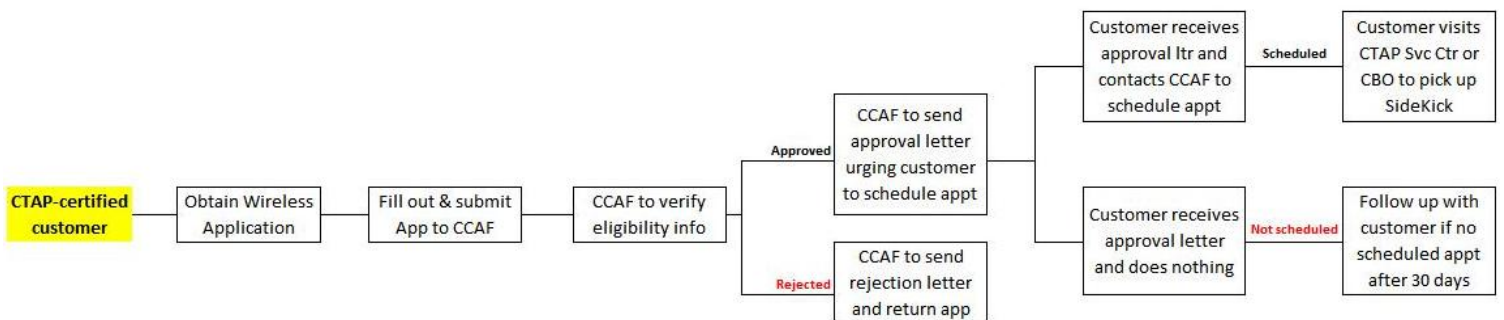 CTAP-certified
customer
Obtain Wireless
Application
Fill out & submit
App to CCAF
CCAF to verify
eligibility info
Approved
CCAF to send
approval letter
urging customer
to schedule appt
Rejected
CCAF to send
rejection letter
and return app
Customer receives
approval ltr and
contacts CCAF to
schedule appt
Scheduled
Customer visits
CTAP Svc Ctr or
CBO to pick up
SideKick
Customer receives
approval letter
and does nothing
Not scheduled
Follow up with
customer if no
scheduled appt
after 30 days